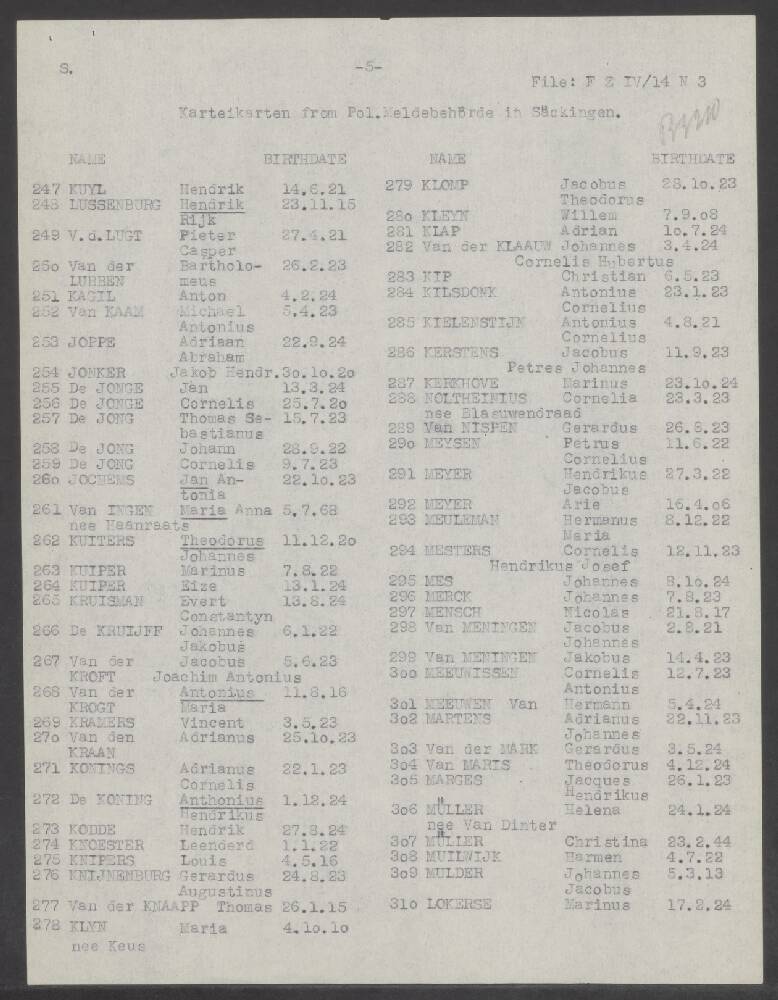 S.
-5-
File: F Z IV/14 N 3
Karteikarten from Pol.Meldebehörde in Säckingen.
NAME BIRTHDATE
247 KUYL Hendrik 14.6.21
248 LUSSENBURG Hendrik 23.11.15
Rijk
249 V.d.LUGT Pieter 27.4.21
Casper
250 Van der Bartholo- 26.2.23
LUBBEN meus
251 KAGIL Anton 4.2.24
252 Van KAAM Michael 5.4.23
Antonius
253 JOPPE Adriaan 22.9.24
Abraham
254 JONKER Jakob Hendr.3o.1o.2o
255 De JONGE Jan 13.3.24
256 De JONGE Cornelis 25.7.2o
257 De JONG Thomas Se- 15.7.23
bastianus
258 De JONG Johann 28.9.22
259 De JONG Cornelis 9.7.23
26o JOCHEMS Jan An- 22.1o.23
tonia
261 Van INGEN Maria Anna 5.7.68
nee Haanraats
262 KUITERS Theodorus 11.12.2o
Johannes
263 KUIPER Marinus 7.8.22
264 KUIPER Eize 13.1.24
265 KRUISMAN Evert 13.8.24
Constantyn
266 De KRUIJFF Johannes 6.1.22
Jakobus
267 Van der Jacobus 5.6.23
KROFT Joachim Antonius
268 Van der Antonius 11.8.16
KROGT Maria
269 KRAMERS Vincent 3.5.23
27o Van den Adrianus 25.1o.23
KRAAN
271 KONINGS Adrianus 22.1.23
Cornelis
272 De KONING Anthonius 1.12.24
Hendrikus
273 KODDE Hendrik 27.8.24
274 KNOESTER Leenderd 1.1.22
275 KNIPERS Louis 4.5.16
276 KNIJNENBURG Gerardus 24.8.23
Augustinus
277 Van der KNAAPP Thomas 26.1.15
278 KLYN Maria 4.1o.1o
nee Keus
NAME BIRTHDATE
279 KLOMP Jacobus 28.1o.23
Theodorus
28o KLEYN Willem 7.9.o8
281 KLAP Adrian 1o.7.24
282 Van der KLAAUW Johannes 3.4.24
Cornelis Hubertus
283 KIP Christian 6.5.23
284 KILSDONK Antonius 23.1.23
Cornelius
285 KIELENSTIJN Antonius 4.8.21
Cornelius
286 KERSTENS Jacobus 11.9.23
Petres Johannes
287 KERKHOVE Marinus 23.1o.24
288 NOLTHEINIUS Cornelia 23.3.23
nee Blasuwendraad
289 Van NISPEN Gerardus 26.8.23
29o MEYSEN Petrus 11.6.22
Cornelius
291 MEYER Hendrikus 27.3.22
Jacobus
292 MEYER Arie 16.4.o6
293 MEULEMAN Hermanus 8.12.22
Maria
294 MESTERS Cornelis 12.11.23
Hendrikus Josef
295 MES Johannes 8.1o.24
296 MERCK Johannes 7.8.23
297 MENSCH Nicolas 21.8.17
298 Van MENINGEN Jacobus 2.8.21
Johannes
299 Van MENINGEN Jakobus 14.4.23
3oo MEEUWISSEN Cornelis 12.7.23
Antonius
3o1 MEEUWEN Van Hermann 5.4.24
3o2 MARTENS Adrianus 22.11.23
Johannes
3o3 Van der MARK Gerardus 3.5.24
3o4 Van MARIS Theodorus 4.12.24
3o5 MARGES Jacques 26.1.23
Hendrikus
3o6 MÜLLER Helena 24.1.24
nee Van Dinter
3o7 MÜLLER Christina 23.2.44
3o8 MUILWIJK Harmen 4.7.22
3o9 MULDER Johannes 5.3.13
Jacobus
31o LOKERSE Marinus 17.2.24